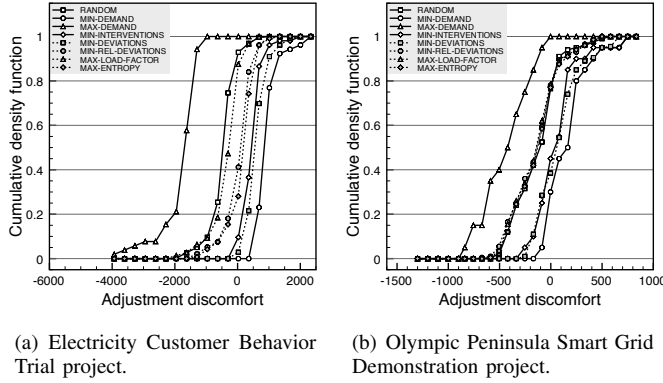 RANDOM
MIN-DEMAND
MAX-DEMAND
MIN-INTERVENTIONS
MIN-DEVIATIONS
MIN-REL-DEVIATIONS
MAX-LOAD-FACTOR
MAX-ENTROPY
Cumulative density function
1
0.8
0.6
0.4
0.2
0
-6000 -4000 -2000 0 2000
Adjustment discomfort
(a) Electricity Customer Behavior
Trial project.
RANDOM
MIN-DEMAND
MAX-DEMAND
MIN-INTERVENTIONS
MIN-DEVIATIONS
MIN-REL-DEVIATIONS
MAX-LOAD-FACTOR
MAX-ENTROPY
Cumulative density function
1
0.8
0.6
0.4
0.2
0
-1500 -1000 -500 0 500 1000
Adjustment discomfort
(b) Olympic Peninsula Smart Grid
Demonstration project.